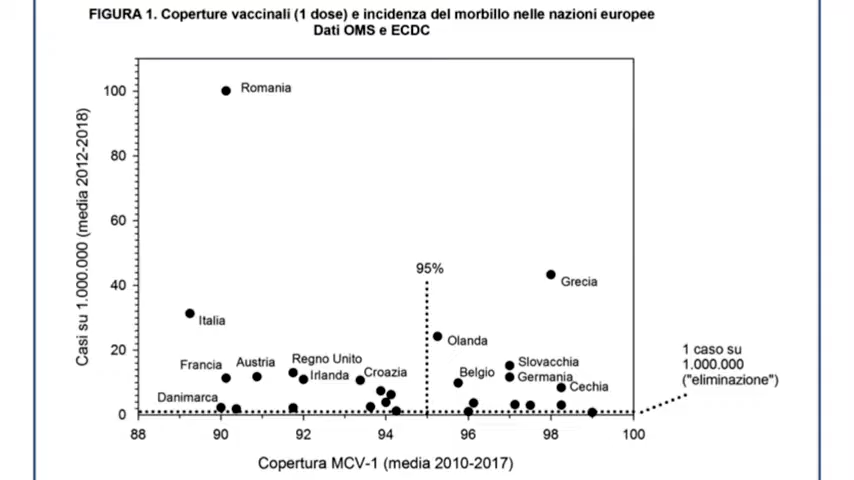 FIGURA 1. Coperture vaccinali (1 dose) e incidenza del morbillo nelle nazioni europee
Dati OMS e ECDC
Casi su 1.000.000 (media 2012-2018)
100
80
60
40
20
0
Romania
95%
Grecia
Italia
Olanda
Francia
Austria
Regno Unito
Irlanda
Croazia
Belgio
Slovacchia
Germania
Cechia
Danimarca
1 caso su
1.000.000
("eliminazione")
88
90
92
94
96
98
100
Copertura MCV-1 (media 2010-2017)